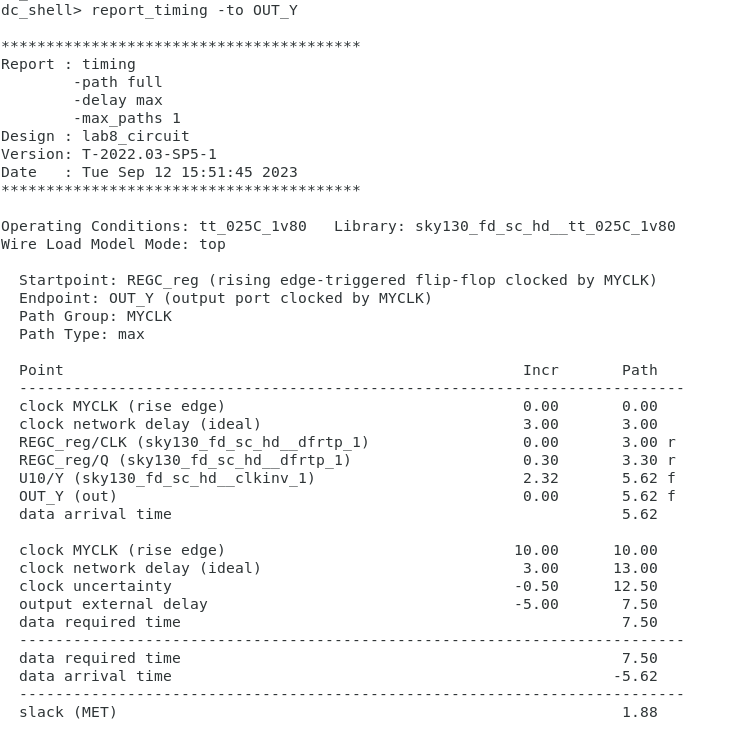 dc_shell> report_timing -to OUT_Y
****************************************
Report : timing
-path full
-delay max
-max_paths 1
Design : lab8_circuit
Version: T-2022.03-SP5-1
Date   : Tue Sep 12 15:51:45 2023
****************************************
Operating Conditions: tt_025C_1v80   Library: sky130_fd_sc_hd__tt_025C_1v80
Wire Load Model Mode: top
Startpoint: REGC_reg (rising edge-triggered flip-flop clocked by MYCLK)
Endpoint: OUT_Y (output port clocked by MYCLK)
Path Group: MYCLK
Path Type: max
Point                                                   Incr       Path
--------------------------------------------------------------------------
clock MYCLK (rise edge)                                 0.00       0.00
clock network delay (ideal)                             3.00       3.00
REGC_reg/CLK (sky130_fd_sc_hd__dfrtp_1)                 0.00       3.00 r
REGC_reg/Q (sky130_fd_sc_hd__dfrtp_1)                   0.30       3.30 r
U10/Y (sky130_fd_sc_hd__clkinv_1)                       2.32       5.62 f
OUT_Y (out)                                             0.00       5.62 f
data arrival time                                                  5.62
clock MYCLK (rise edge)                                10.00      10.00
clock network delay (ideal)                             3.00      13.00
clock uncertainty                                      -0.50      12.50
output external delay                                  -5.00       7.50
data required time                                                 7.50
--------------------------------------------------------------------------
data required time                                                 7.50
data arrival time                                                 -5.62
--------------------------------------------------------------------------
slack (MET)                                                        1.88